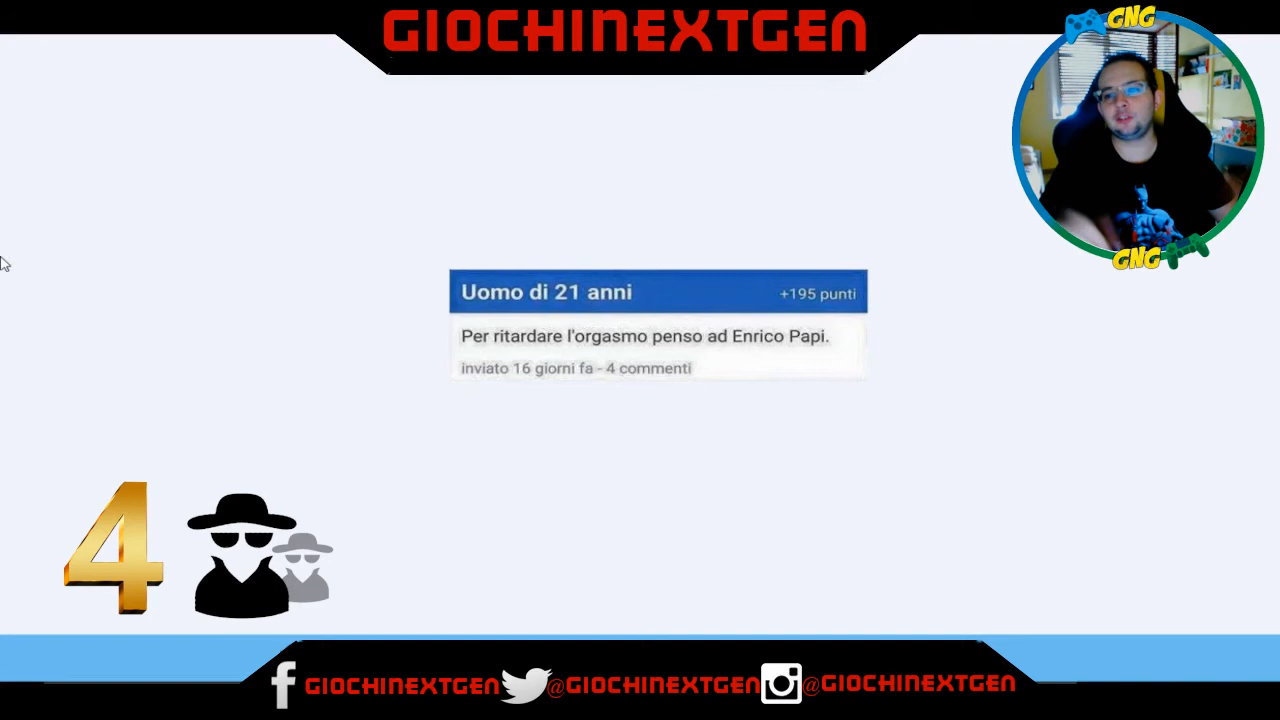 GIOCHINEXTGEN
GNG
GNG
Uomo di 21 anni +195 punti
Per ritardare l'orgasmo penso ad Enrico Papi.
inviato 16 giorni fa - 4 commenti
4
GIOCHINEXTGEN @GIOCHINEXTGEN @GIOCHINEXTGEN